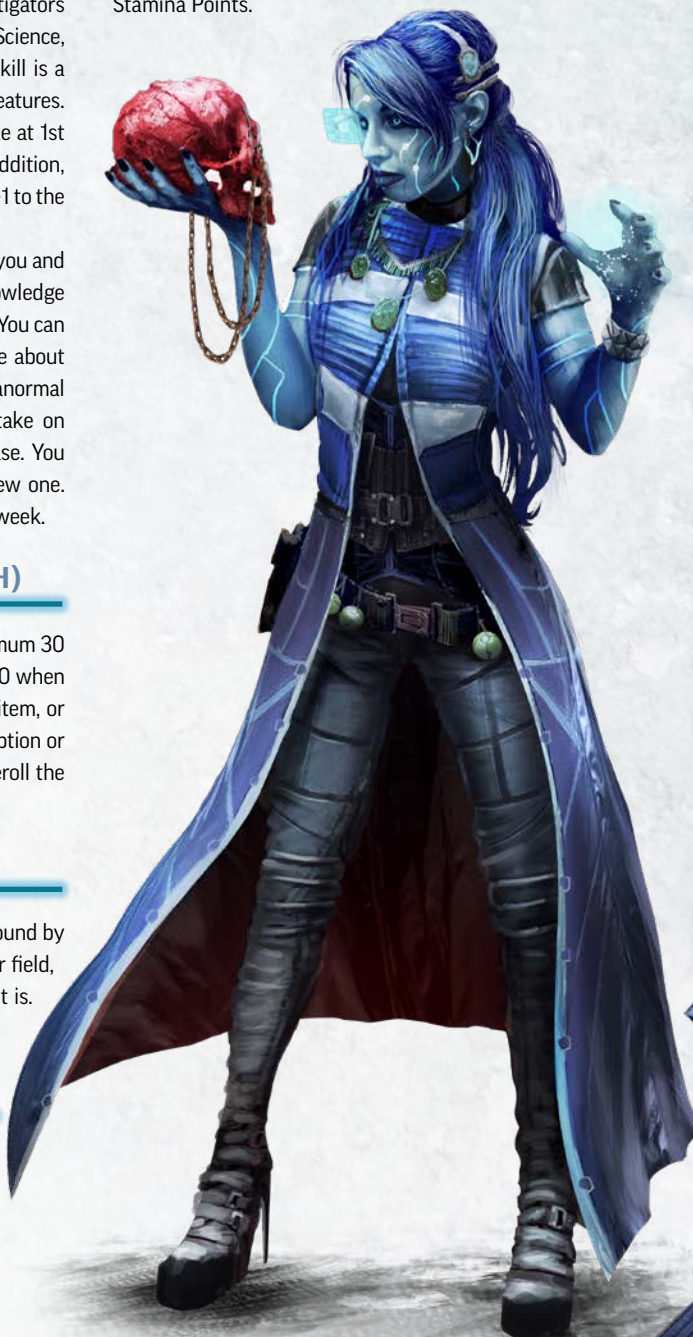 tigators
Science,
kill is a
eatures.
e at 1st
ddition,
1 to the
you and
owledge
You can
e about
anormal
take on
ase. You
ew one.
week.
H)
num 30
0 when
item, or
ption or
eroll the
ound by
r field,
t is.
Stamina Points.